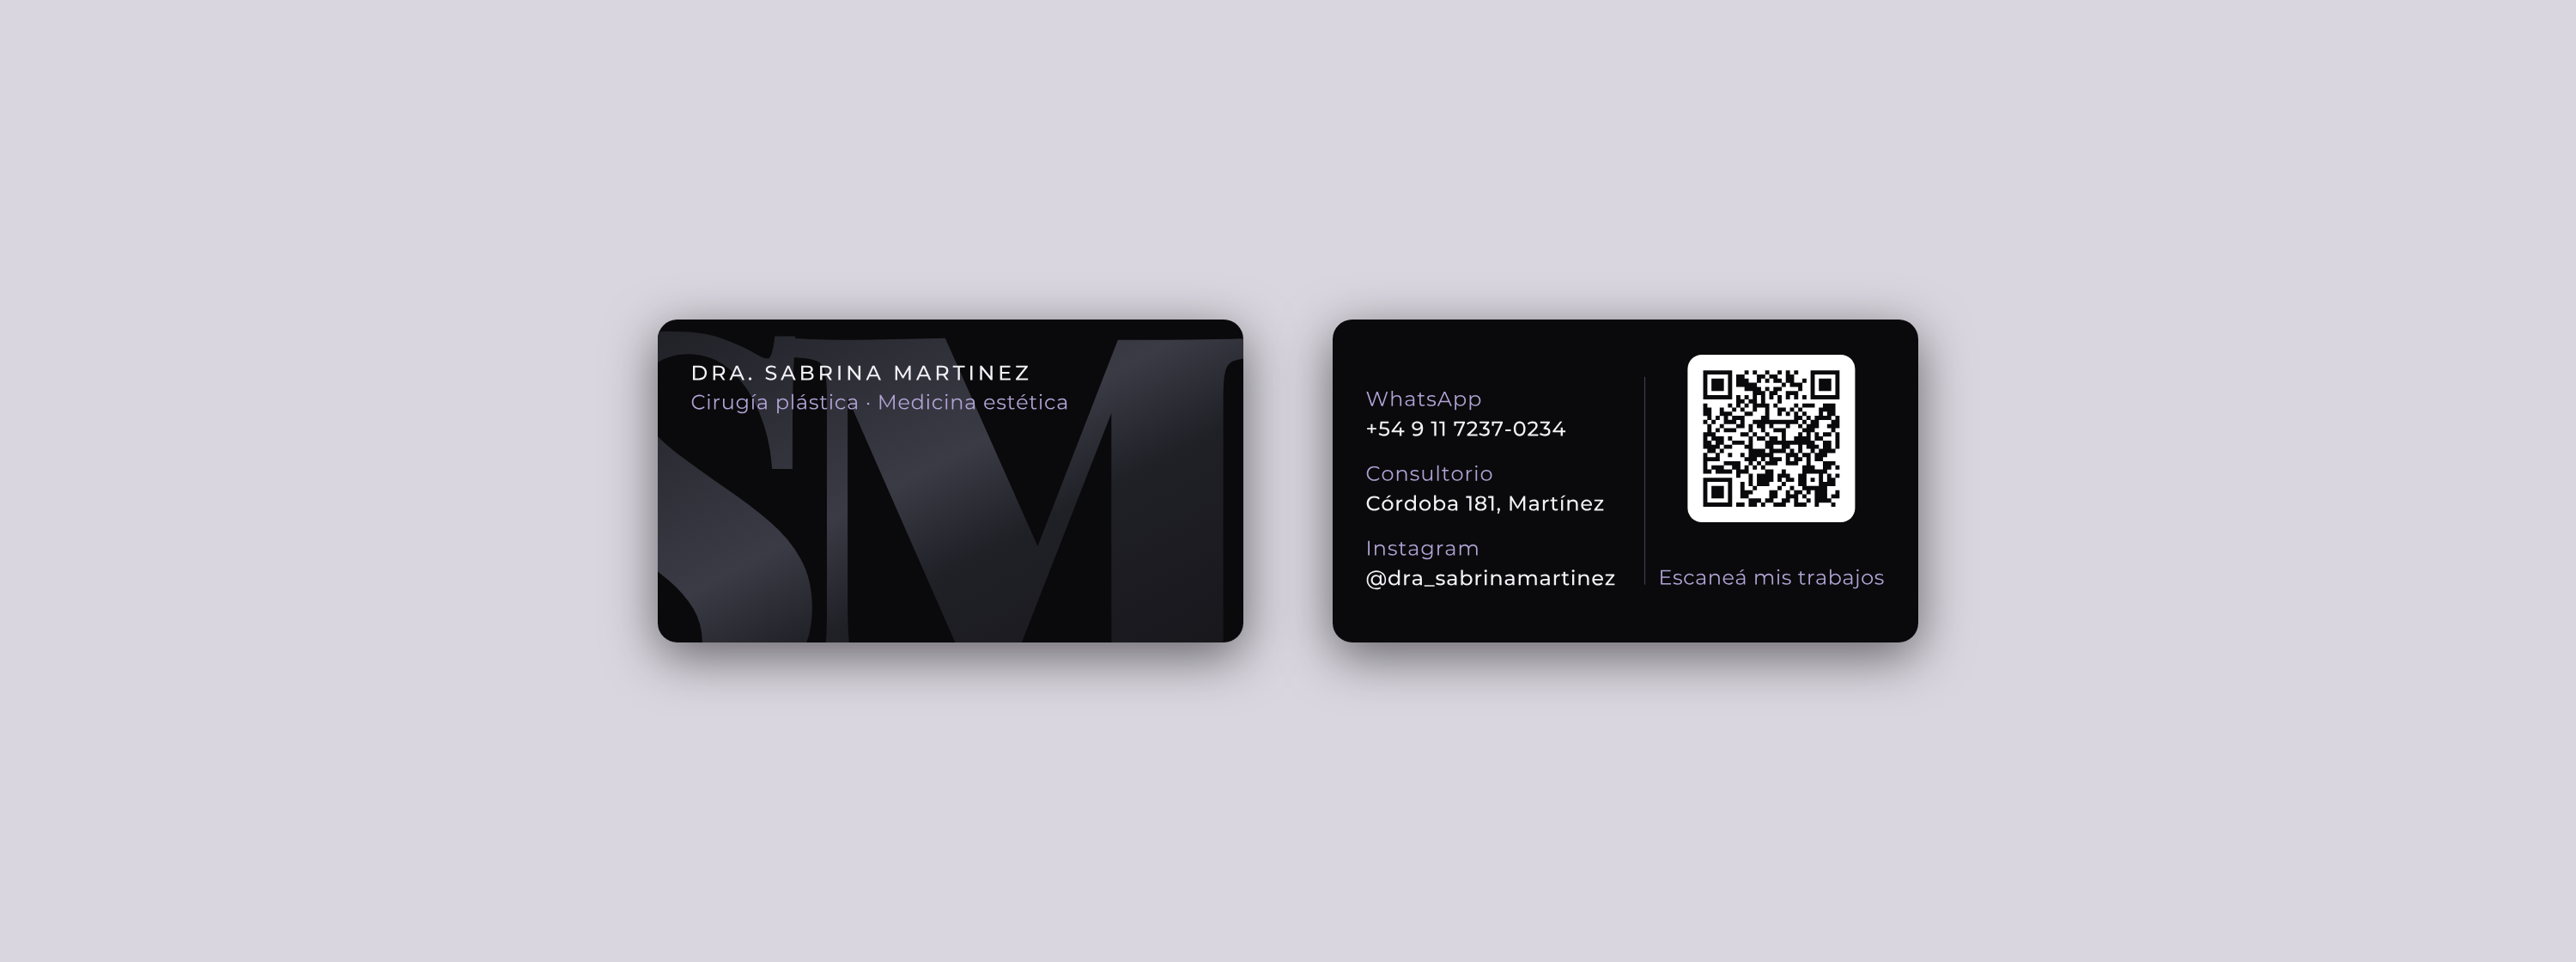 SM
DRA. SABRINA MARTINEZ
Cirugía plástica · Medicina estética
WhatsApp
+54 9 11 7237-0234
Consultorio
Córdoba 181, Martínez
Instagram
@dra_sabrinamartinez
Escaneá mis trabajos